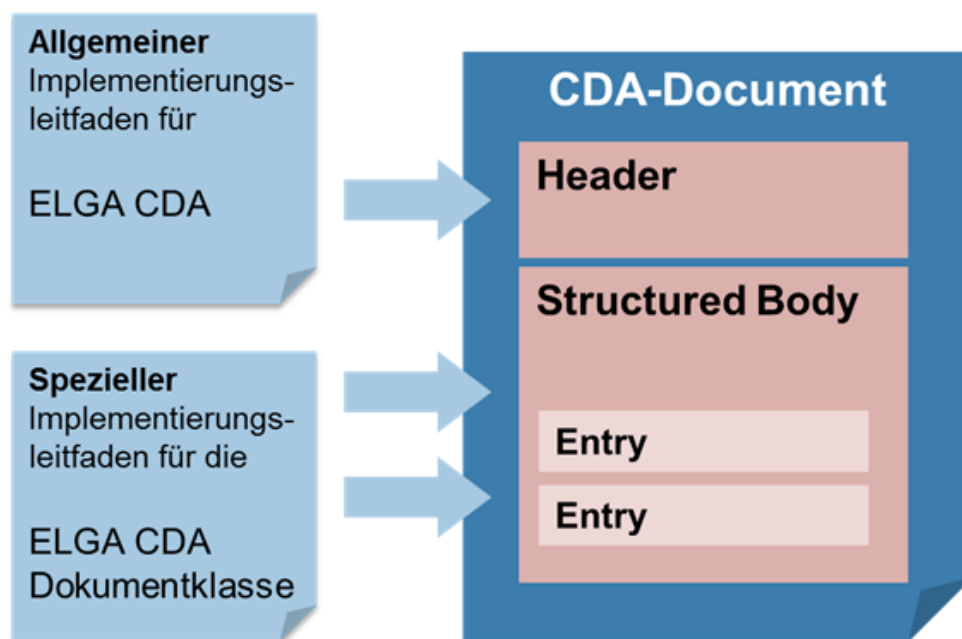 Allgemeiner
Implementierungs-
leitfaden für
ELGA CDA
Spezieller
Implementierungs-
leitfaden für die
ELGA CDA
Dokumentklasse
CDA-Document
Header
Structured Body
Entry
Entry